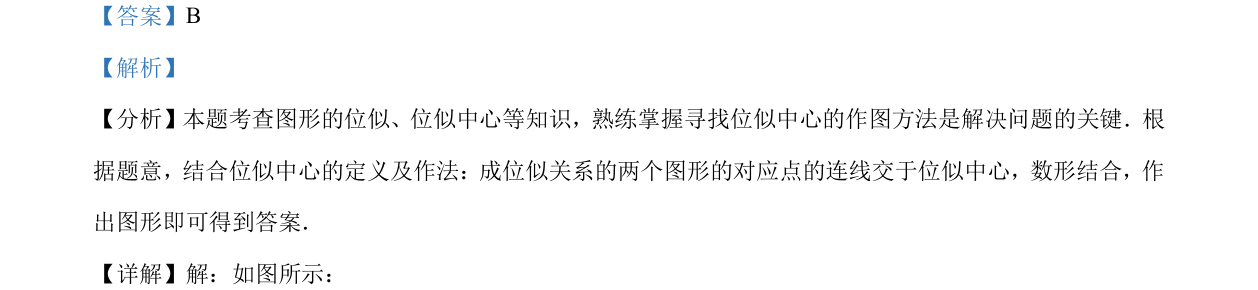 【答案】B
【解析】
【分析】本题考查图形的位似、位似中心等知识，熟练掌握寻找位似中心的作图方法是解决问题的关键．根
据题意，结合位似中心的定义及作法：成位似关系的两个图形的对应点的连线交于位似中心，数形结合，作
出图形即可得到答案．
【详解】解：如图所示：